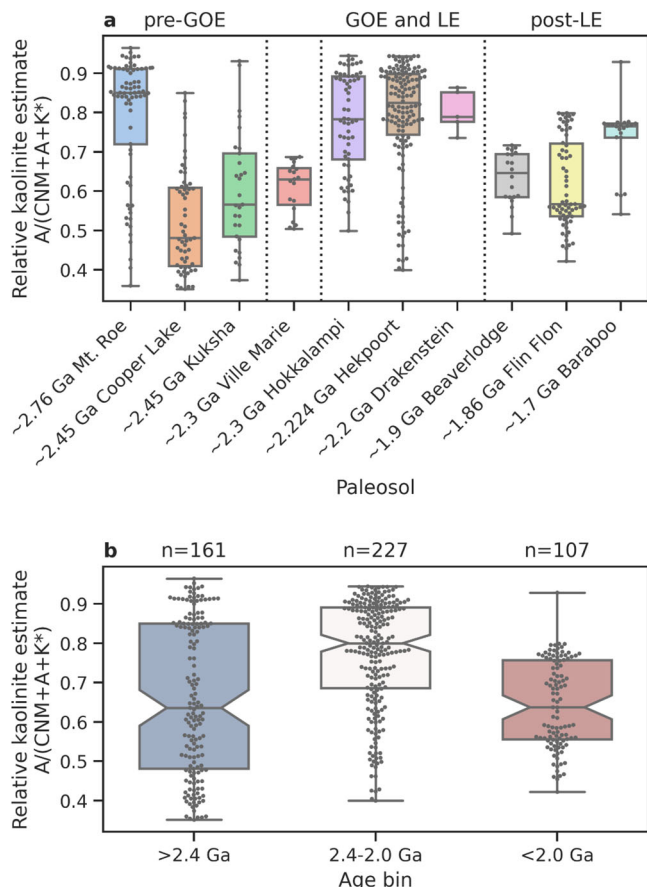 a pre-GOE GOE and LE post-LE
Relative kaolinite estimate
A/(CNM+A+K*)
0.9
0.8
0.7
0.6
0.5
0.4
~2.76 Ga Mt. Roe
~2.45 Ga Cooper Lake
~2.45 Ga Kuksha
~2.3 Ga Ville Marie
~2.3 Ga Hokkalampi
~2.224 Ga Hekpoort
~2.2 Ga Drakenstein
~1.9 Ga Beaverlodge
~1.86 Ga Flin Flon
~1.7 Ga Baraboo
Paleosol
b n=161 n=227 n=107
Relative kaolinite estimate
A/(CNM+A+K*)
0.9
0.8
0.7
0.6
0.5
0.4
>2.4 Ga 2.4-2.0 Ga <2.0 Ga
Age bin